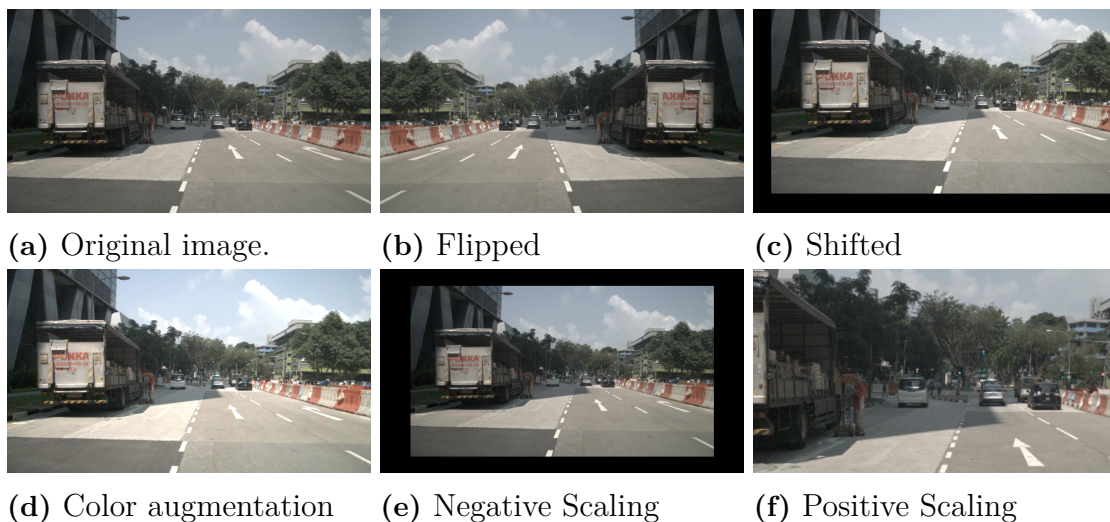 (a) Original image.
(b) Flipped
(c) Shifted
(d) Color augmentation
(e) Negative Scaling
(f) Positive Scaling